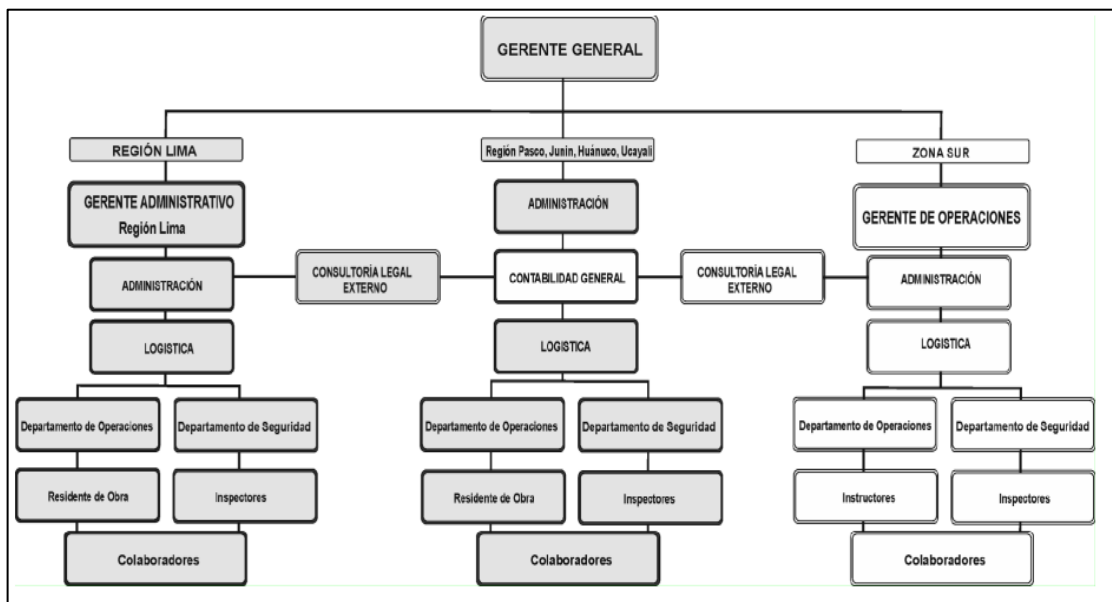 GERENTE GENERAL
REGIÓN LIMA
Región Pasco, Junín, Huánuco, Ucayali
ZONA SUR
GERENTE ADMINISTRATIVO
Región Lima
ADMINISTRACIÓN
GERENTE DE OPERACIONES
ADMINISTRACIÓN
CONSULTORÍA LEGAL
EXTERNO
CONTABILIDAD GENERAL
CONSULTORÍA LEGAL
EXTERNO
ADMINISTRACIÓN
LOGISTICA
LOGISTICA
LOGISTICA
Departamento de Operaciones
Departamento de Seguridad
Departamento de Operaciones
Departamento de Seguridad
Departamento de Operaciones
Departamento de Seguridad
Residente de Obra
Inspectores
Residente de Obra
Inspectores
Instructores
Inspectores
Colaboradores
Colaboradores
Colaboradores